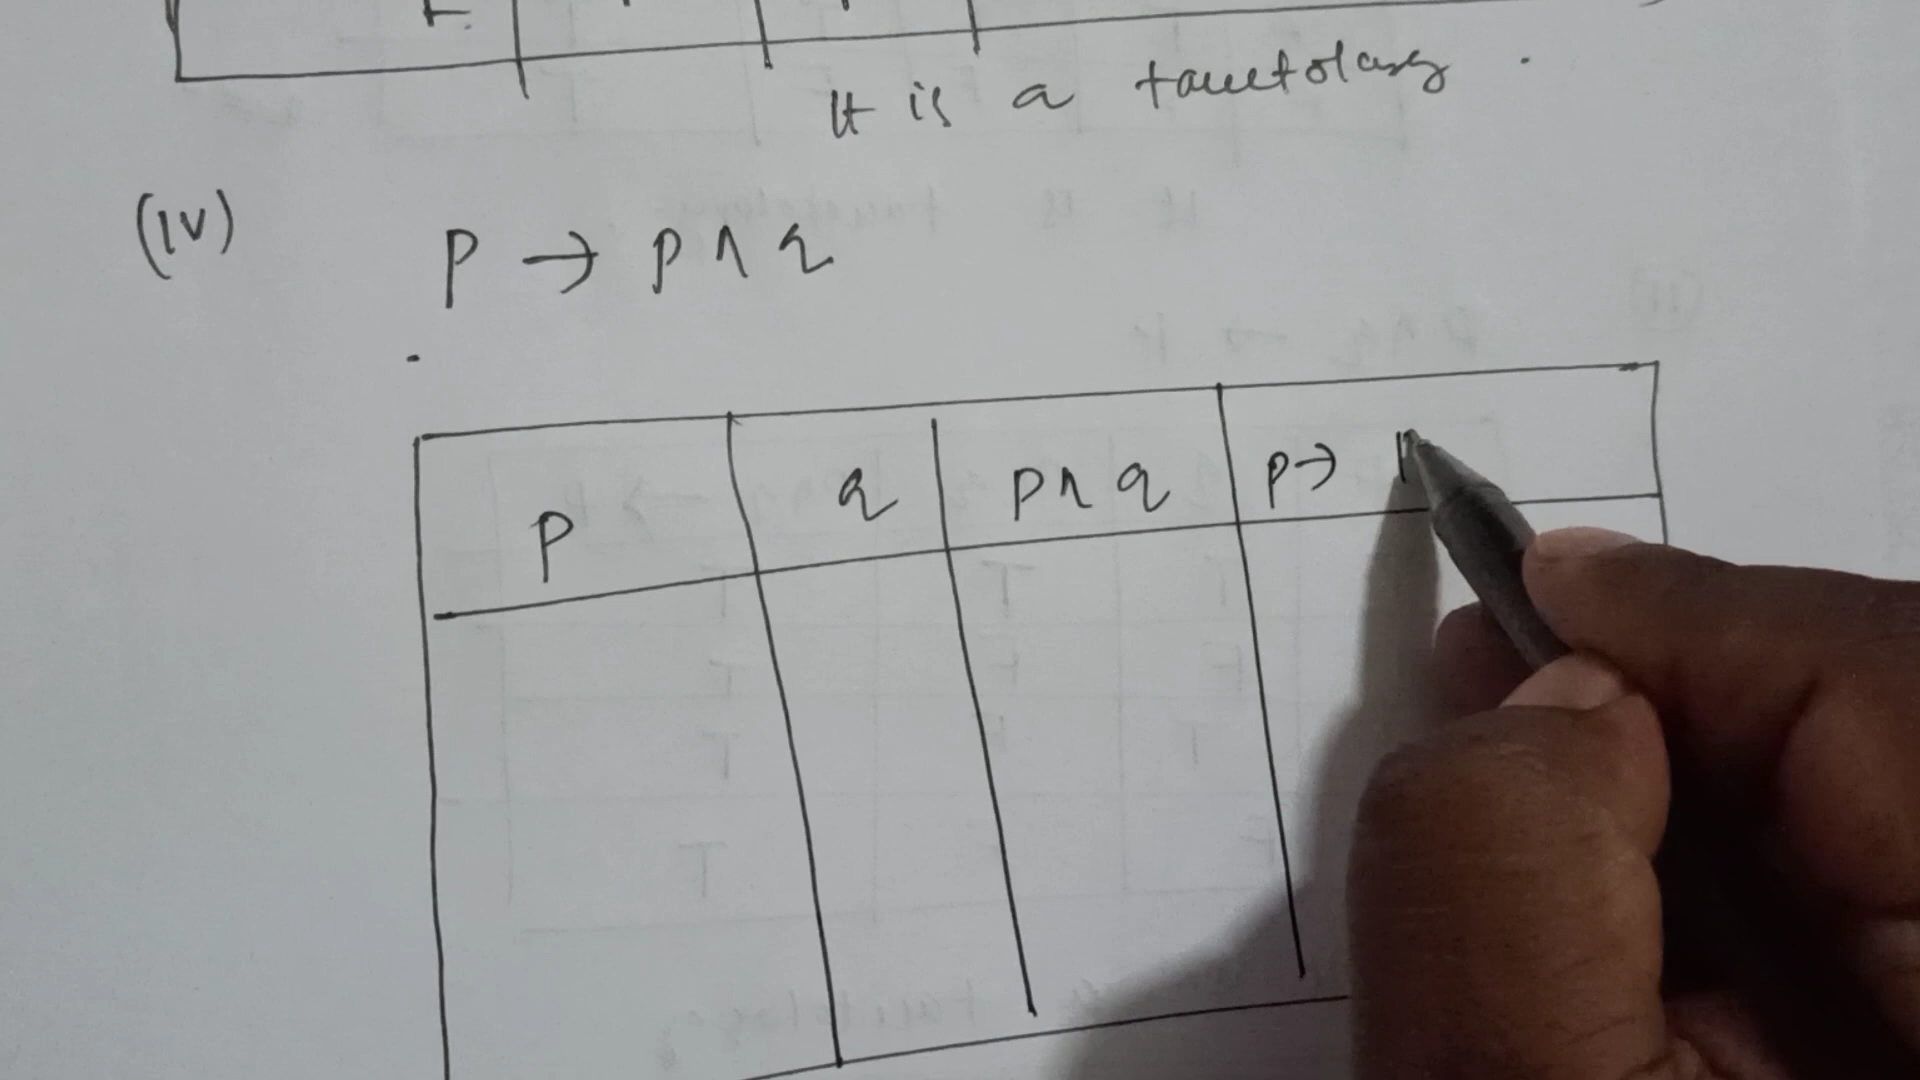 It is a tautology .
(iv)
p → p ∧ q
p q p ∧ q p →